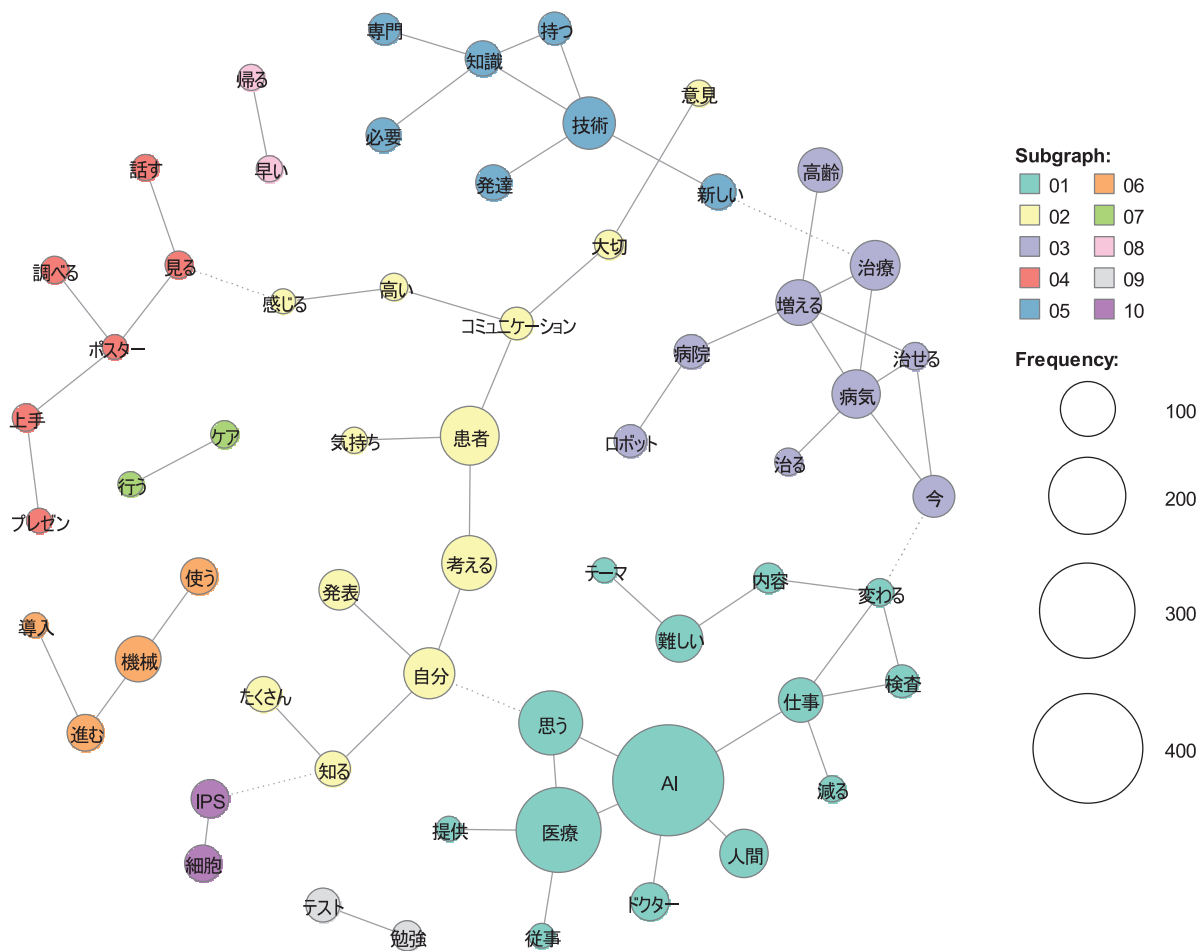 専門
持つ
知識
帰る
意見
技術
必要
話す
早い
高齢
発達
新しい
大切
治療
調べる
見る
感じる
高い
増える
コミュニケーション
ポスター
病院
治せる
病気
上手
ケア
気持ち
患者
ロボット
治る
行う
今
プレゼン
使う
考える
テーマ
内容
発表
変わる
導入
難しい
機械
自分
検査
たくさん
仕事
進む
思う
知る
AI
減る
IPS
提供
医療
人間
細胞
テスト
ドクター
勉強
従事
Subgraph:
01 06
02 07
03 08
04 09
05 10
Frequency:
100
200
300
400